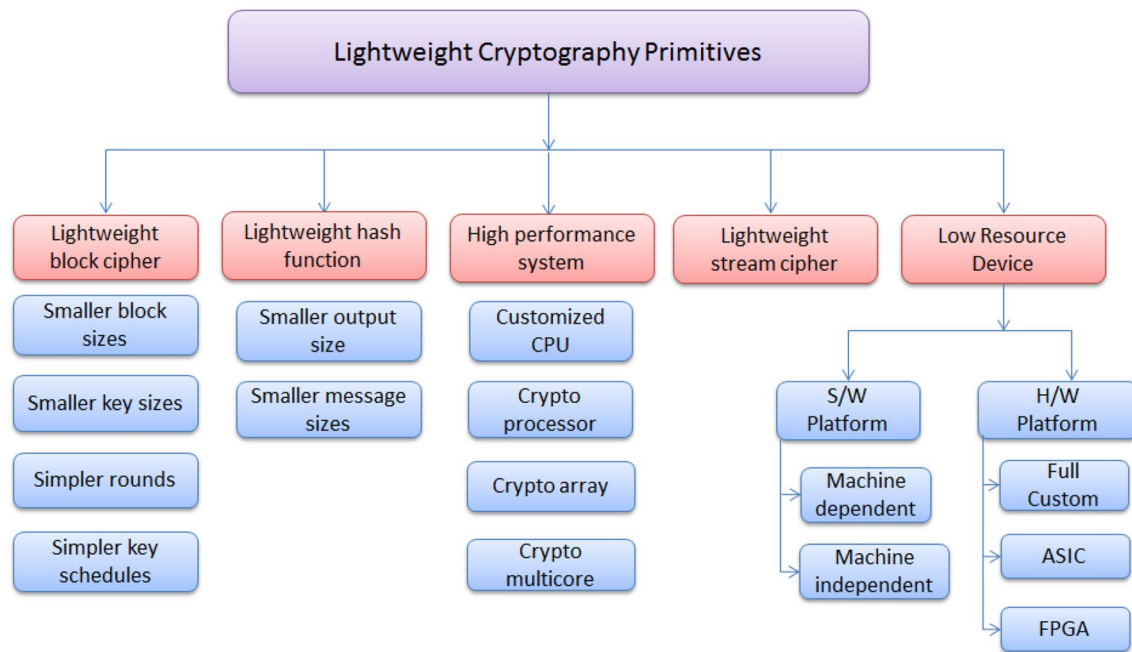 Lightweight Cryptography Primitives
Lightweight
block cipher
Lightweight hash
function
High performance
system
Lightweight
stream cipher
Low Resource
Device
Smaller block
sizes
Smaller key sizes
Simpler rounds
Simpler key
schedules
Smaller output
size
Smaller message
sizes
Customized
CPU
Crypto
processor
Crypto array
Crypto
multicore
S/W
Platform
Machine
dependent
Machine
independent
H/W
Platform
Full
Custom
ASIC
FPGA